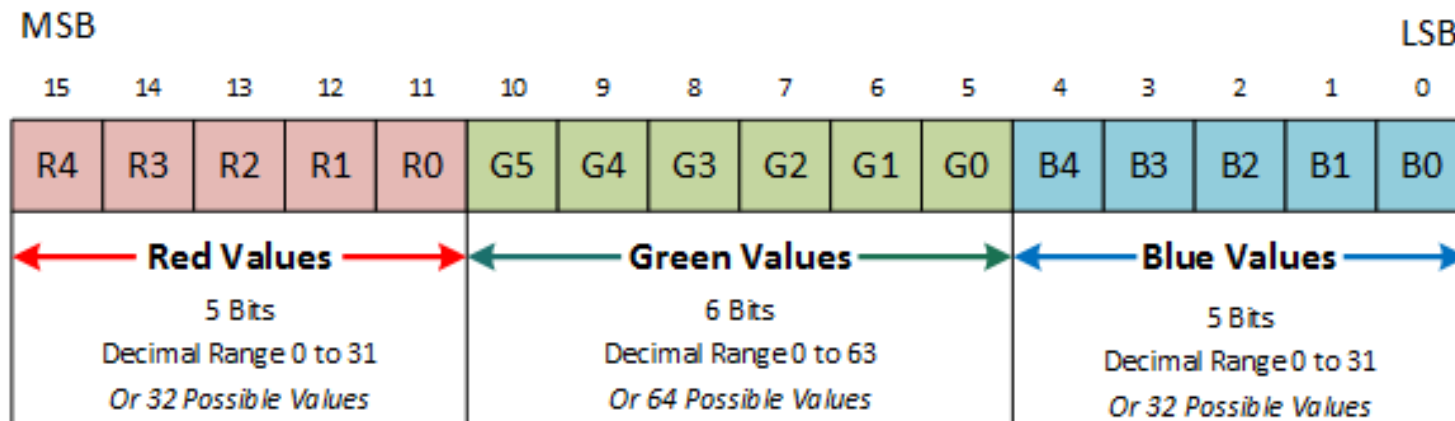 MSB LSB
15 14 13 12 11 10 9 8 7 6 5 4 3 2 1 0
R4 R3 R2 R1 R0 G5 G4 G3 G2 G1 G0 B4 B3 B2 B1 B0
Red Values Green Values Blue Values
5 Bits 6 Bits 5 Bits
Decimal Range 0 to 31 Decimal Range 0 to 63 Decimal Range 0 to 31
Or 32 Possible Values Or 64 Possible Values Or 32 Possible Values